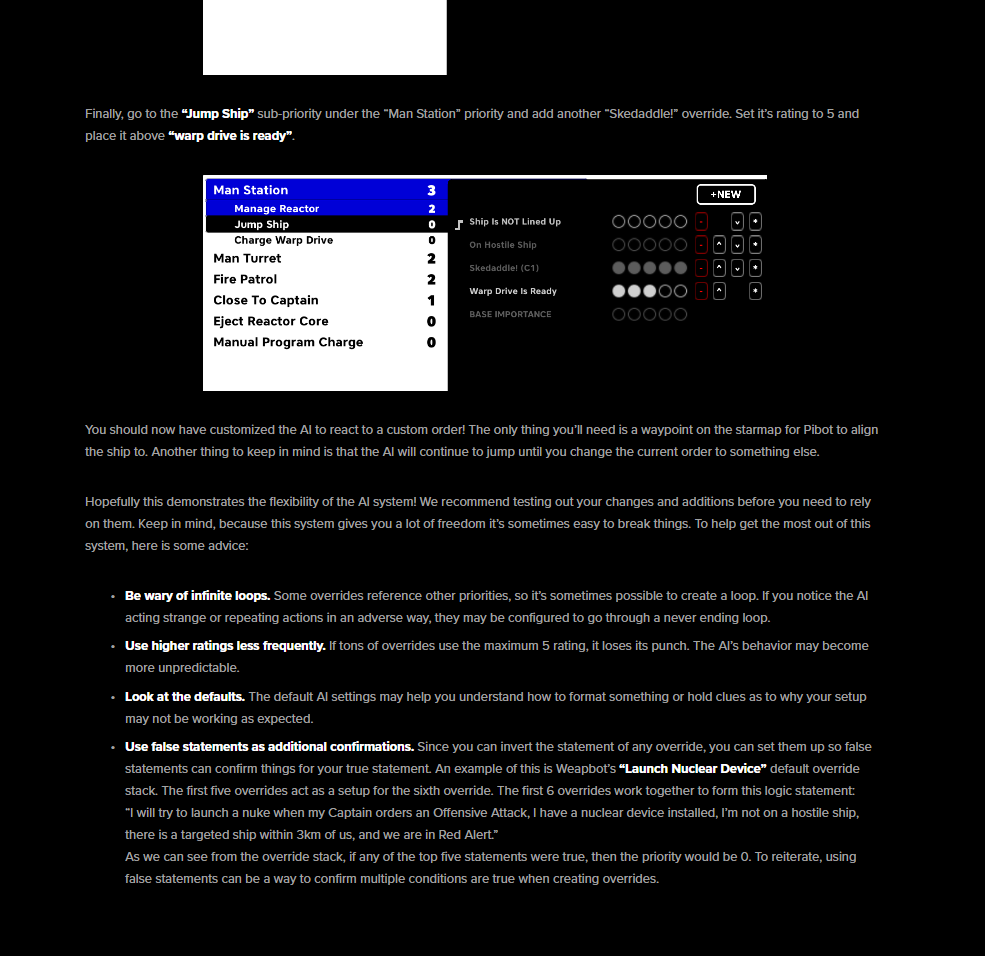 Finally, go to the “Jump Ship” sub-priority under the “Man Station” priority and add another “Skedaddle!” override. Set it’s rating to 5 and
place it above “warp drive is ready”.
Man Station 3
Manage Reactor 2
Jump Ship 0
Charge Warp Drive 0
Man Turret 2
Fire Patrol 2
Close To Captain 1
Eject Reactor Core 0
Manual Program Charge 0
+NEW
Ship Is NOT Lined Up - ⌄ *
On Hostile Ship - ^ ⌄ *
Skedaddle! (C1) - ^ ⌄ *
Warp Drive Is Ready - ^ *
BASE IMPORTANCE
You should now have customized the AI to react to a custom order! The only thing you’ll need is a waypoint on the starmap for Pibot to align
the ship to. Another thing to keep in mind is that the AI will continue to jump until you change the current order to something else.
Hopefully this demonstrates the flexibility of the AI system! We recommend testing out your changes and additions before you need to rely
on them. Keep in mind, because this system gives you a lot of freedom it’s sometimes easy to break things. To help get the most out of this
system, here is some advice:
• Be wary of infinite loops. Some overrides reference other priorities, so it’s sometimes possible to create a loop. If you notice the AI
acting strange or repeating actions in an adverse way, they may be configured to go through a never ending loop.
• Use higher ratings less frequently. If tons of overrides use the maximum 5 rating, it loses its punch. The AI’s behavior may become
more unpredictable.
• Look at the defaults. The default AI settings may help you understand how to format something or hold clues as to why your setup
may not be working as expected.
• Use false statements as additional confirmations. Since you can invert the statement of any override, you can set them up so false
statements can confirm things for your true statement. An example of this is Weapbot’s “Launch Nuclear Device” default override
stack. The first five overrides act as a setup for the sixth override. The first 6 overrides work together to form this logic statement:
“I will try to launch a nuke when my Captain orders an Offensive Attack, I have a nuclear device installed, I’m not on a hostile ship,
there is a targeted ship within 3km of us, and we are in Red Alert.”
As we can see from the override stack, if any of the top five statements were true, then the priority would be 0. To reiterate, using
false statements can be a way to confirm multiple conditions are true when creating overrides.